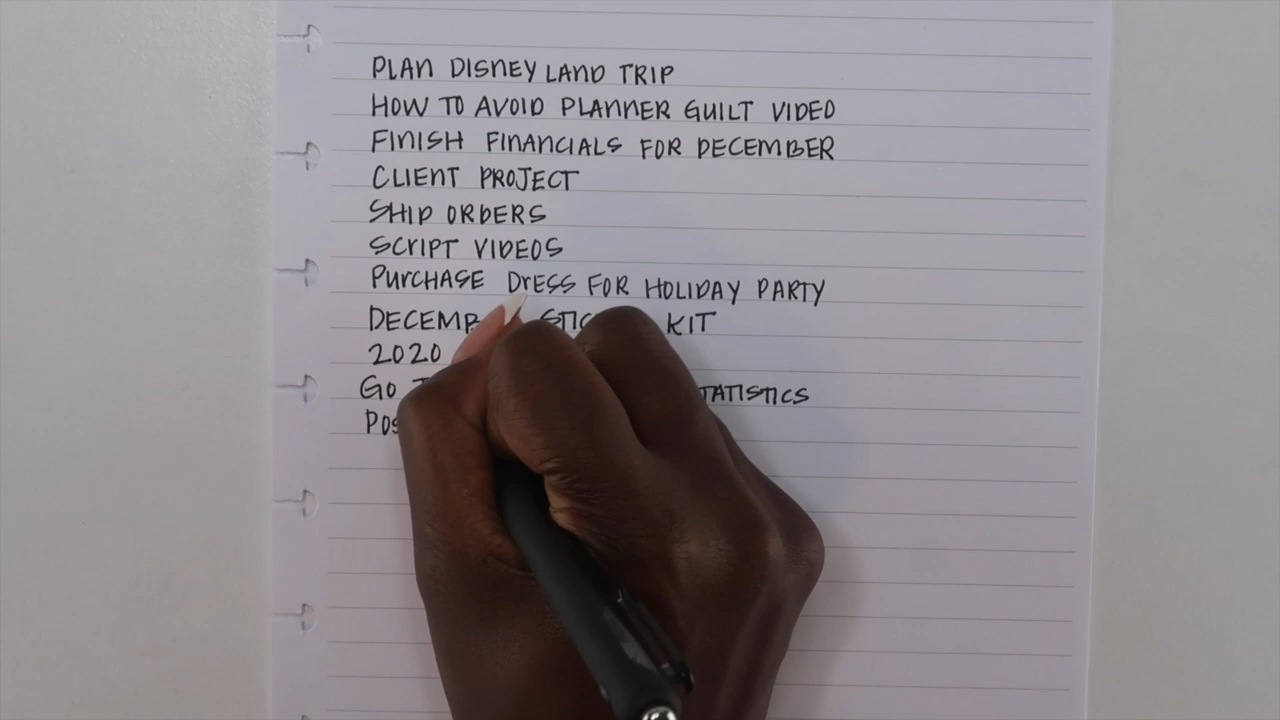 PLAN DISNEYLAND TRIP
HOW TO AVOID PLANNER GUILT VIDEO
FINISH FINANCIALS FOR DECEMBER
CLIENT PROJECT
SHIP ORDERS
SCRIPT VIDEOS
PURCHASE DRESS FOR HOLIDAY PARTY
KIT
2020
GO